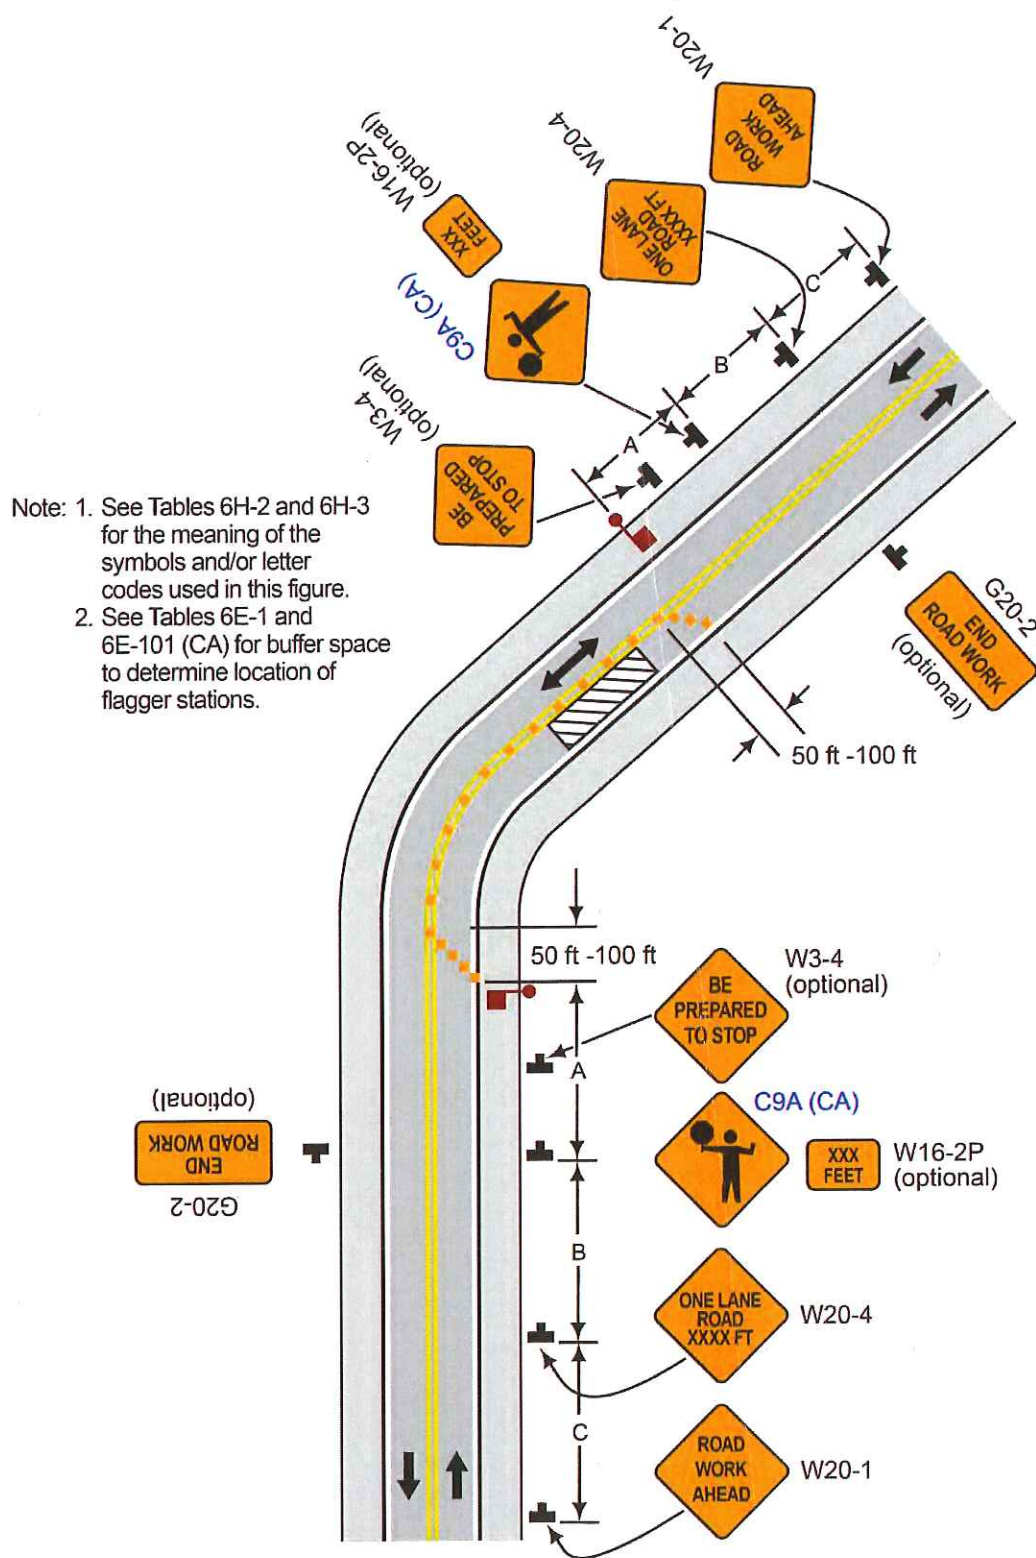 W20-1
ROAD
WORK
AHEAD
W20-4
ONE LANE
ROAD
XXXX FT
W16-2P
(optional)
XXX
FEET
C9A (CA)
W3-4
(optional)
BE
PREPARED
TO STOP
C
B
A
Note: 1. See Tables 6H-2 and 6H-3
for the meaning of the
symbols and/or letter
codes used in this figure.
2. See Tables 6E-1 and
6E-101 (CA) for buffer space
to determine location of
flagger stations.
G20-2
END
ROAD WORK
(optional)
50 ft -100 ft
50 ft -100 ft
A
B
C
W3-4
(optional)
BE
PREPARED
TO STOP
C9A (CA)
XXX
FEET
W16-2P
(optional)
G20-2
END
ROAD WORK
(optional)
ONE LANE
ROAD
XXXX FT
W20-4
ROAD
WORK
AHEAD
W20-1